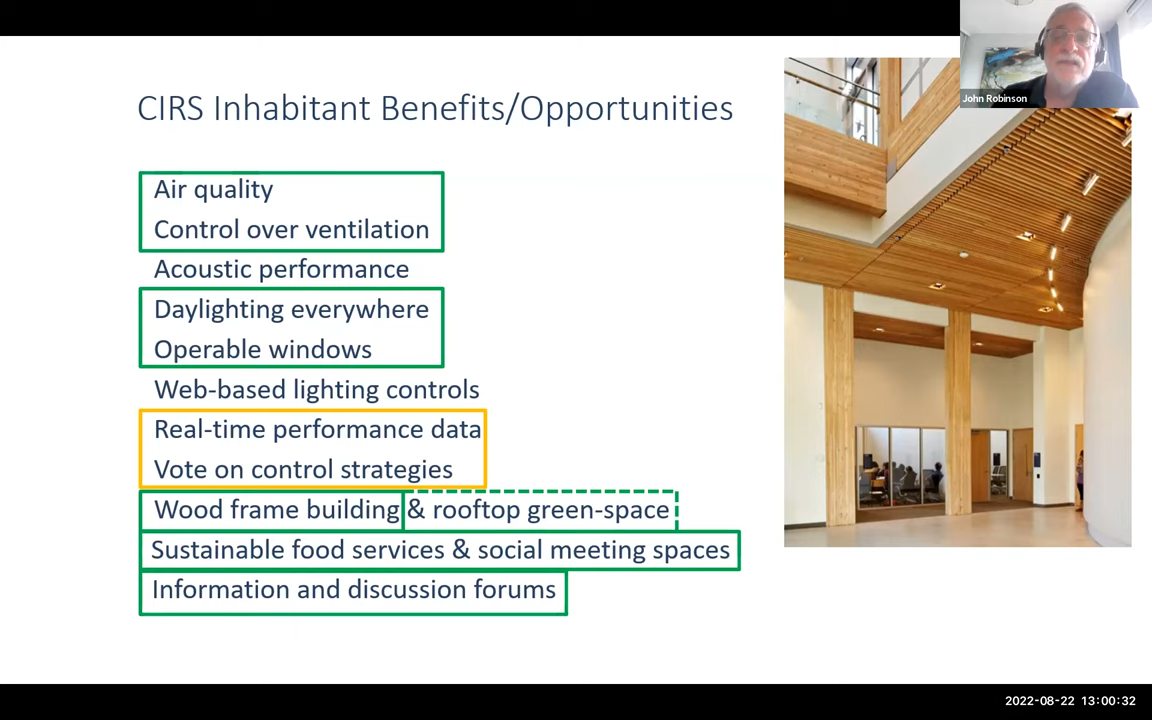 John Robinson
CIRS Inhabitant Benefits/Opportunities
Air quality
Control over ventilation
Acoustic performance
Daylighting everywhere
Operable windows
Web-based lighting controls
Real-time performance data
Vote on control strategies
Wood frame building & rooftop green-space
Sustainable food services & social meeting spaces
Information and discussion forums
2022-08-22 13:00:32